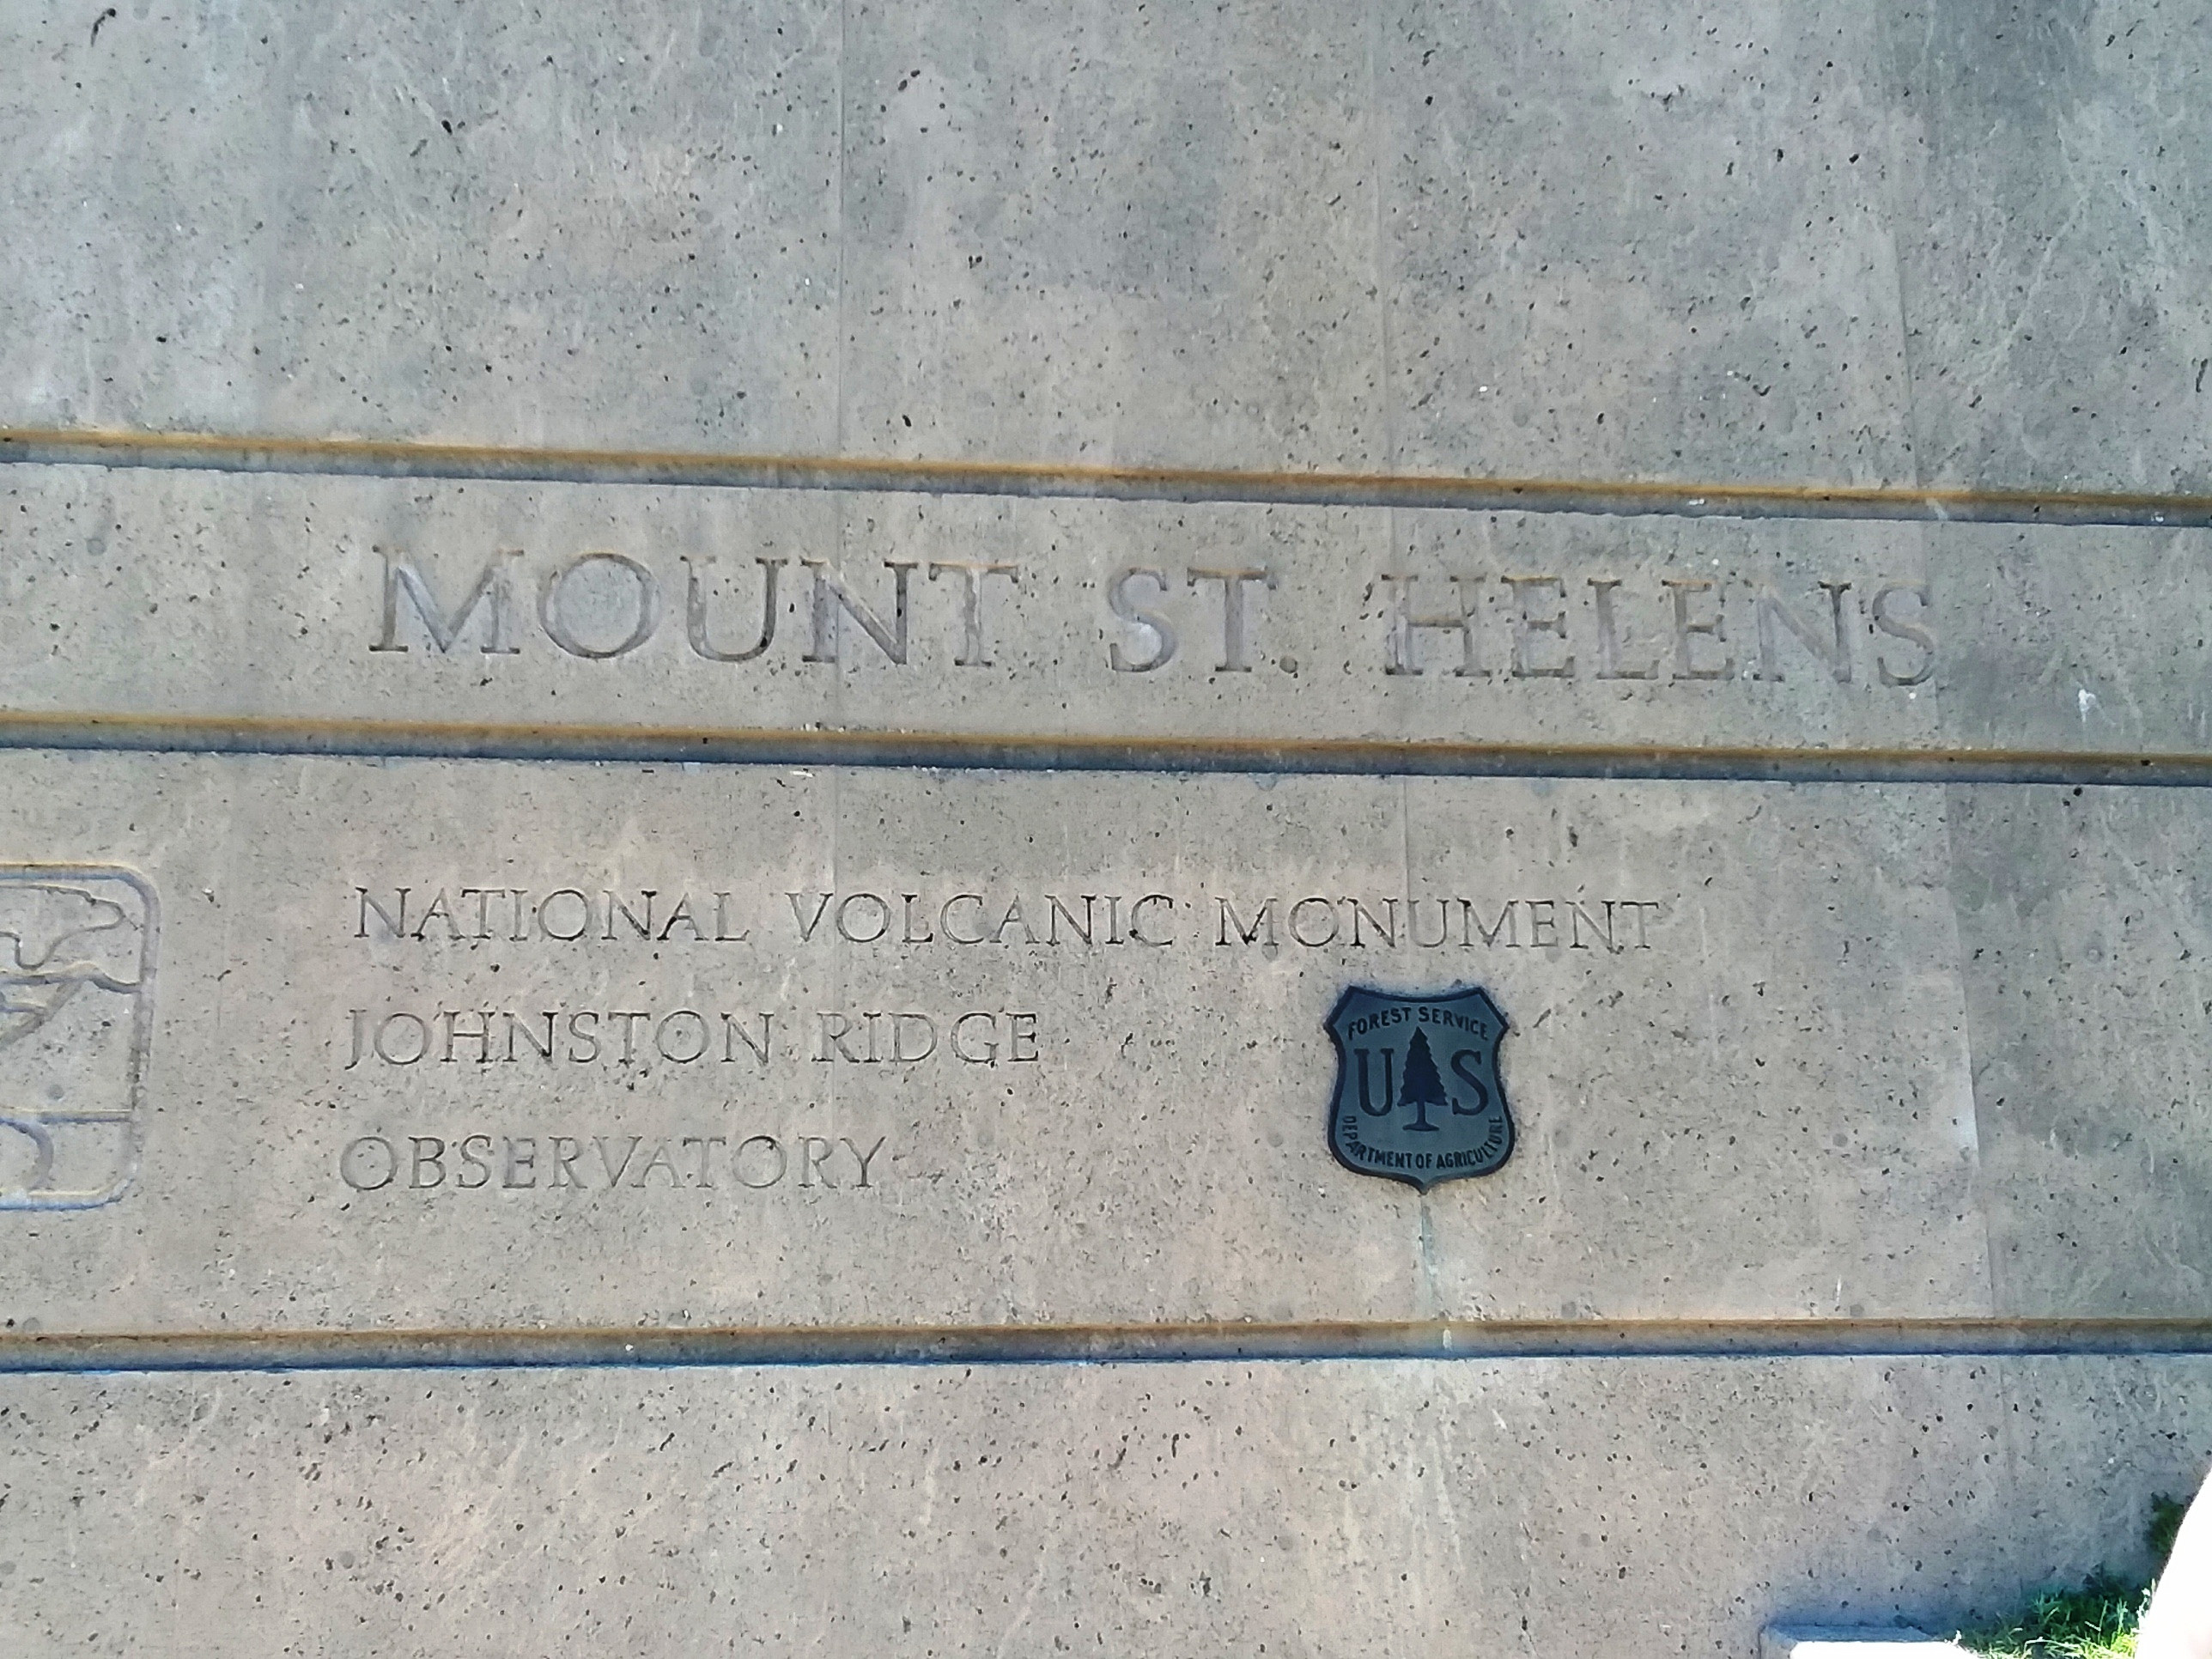 MOUNT ST. HELENS
NATIONAL VOLCANIC MONUMENT
JOHNSTON RIDGE
OBSERVATORY
FOREST SERVICE
U S
DEPARTMENT OF AGRICULTURE